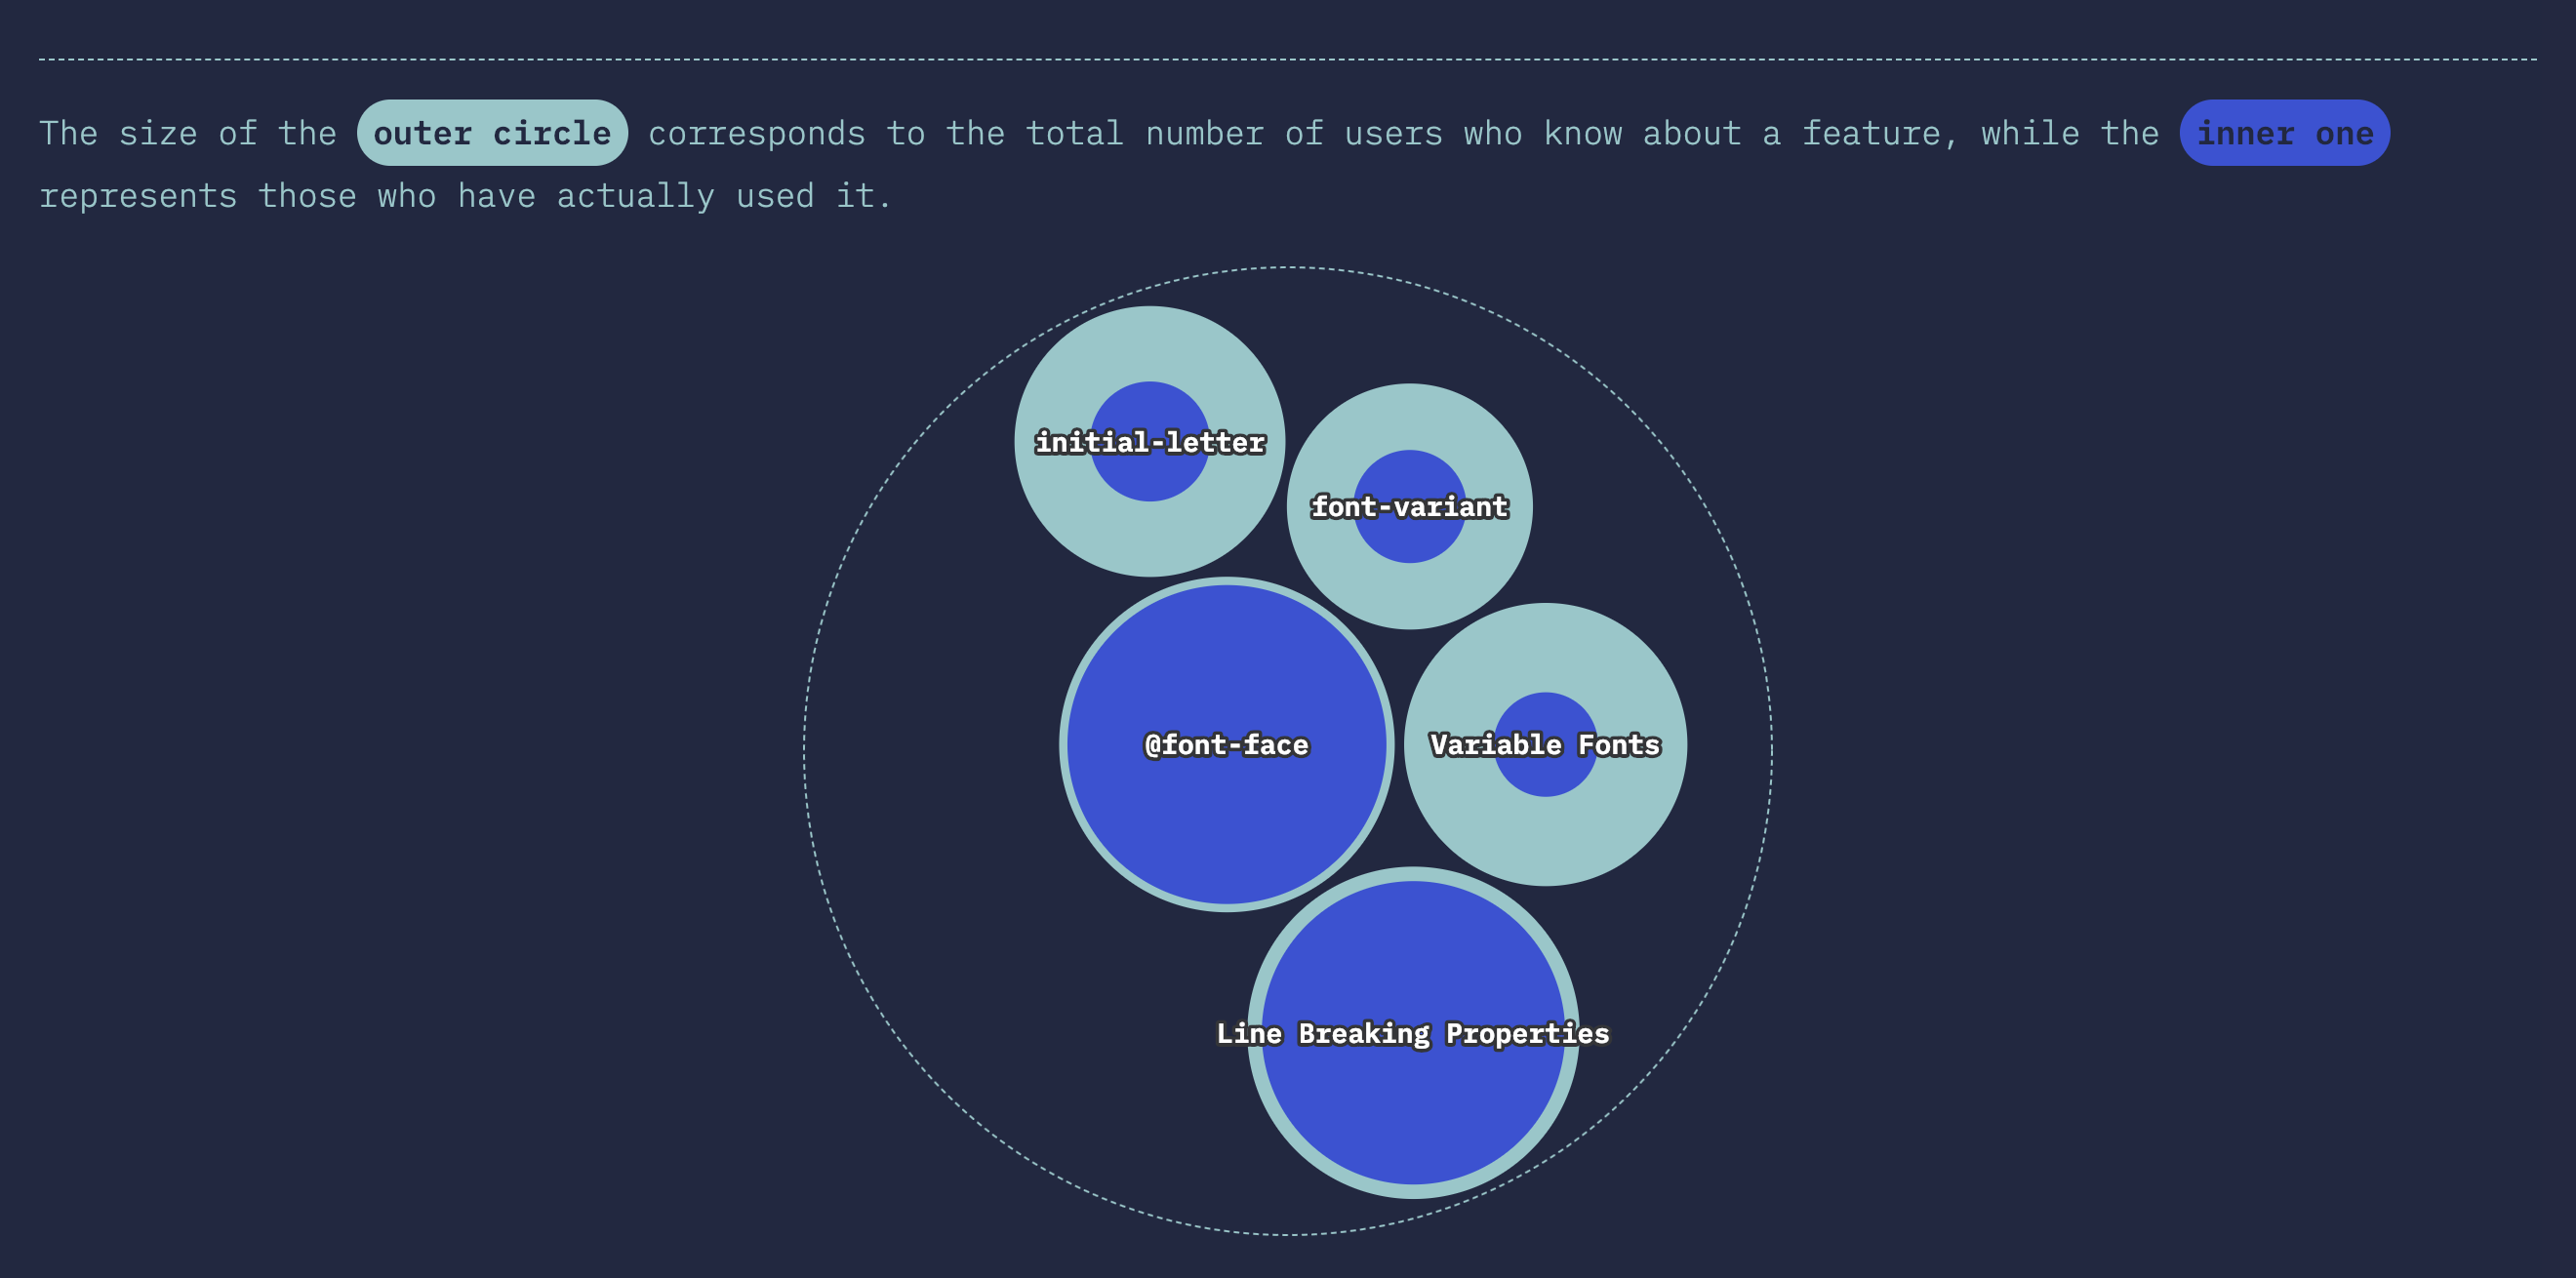 The size of the outer circle corresponds to the total number of users who know about a feature, while the inner one
represents those who have actually used it.
initial-letter
font-variant
@font-face
Variable Fonts
Line Breaking Properties